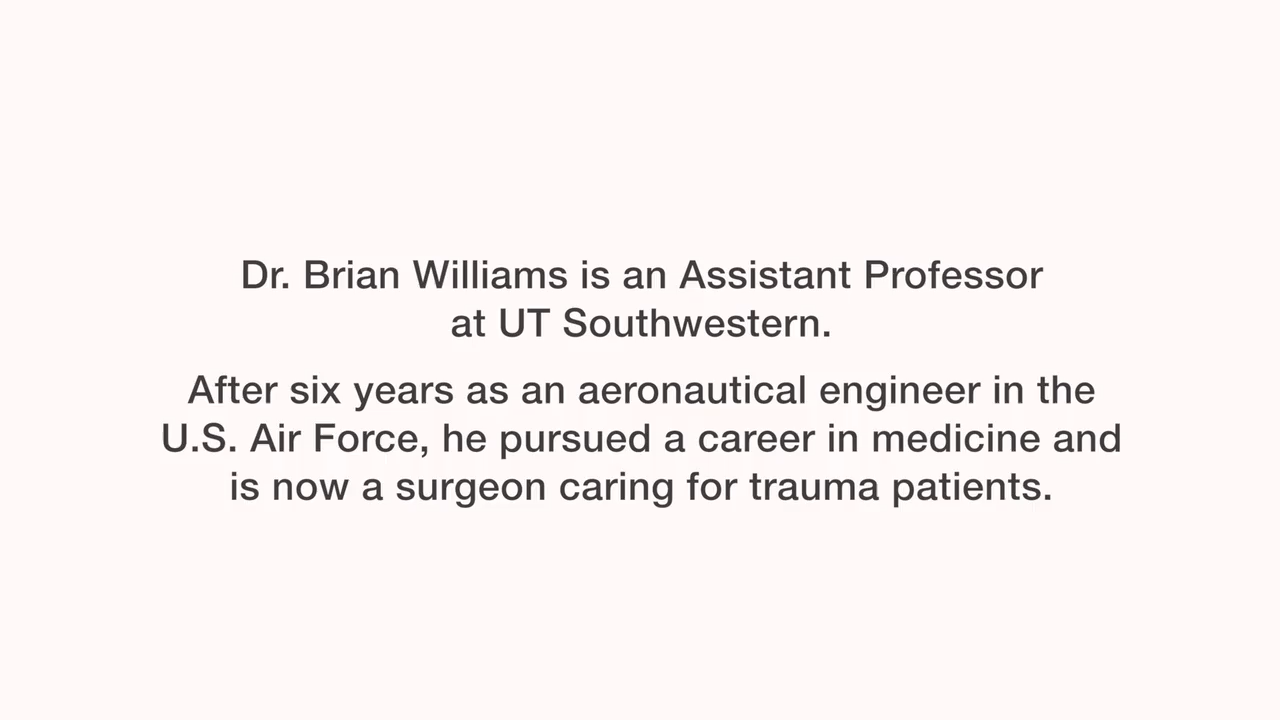 Dr. Brian Williams is an Assistant Professor
at UT Southwestern.
After six years as an aeronautical engineer in the
U.S. Air Force, he pursued a career in medicine and
is now a surgeon caring for trauma patients.